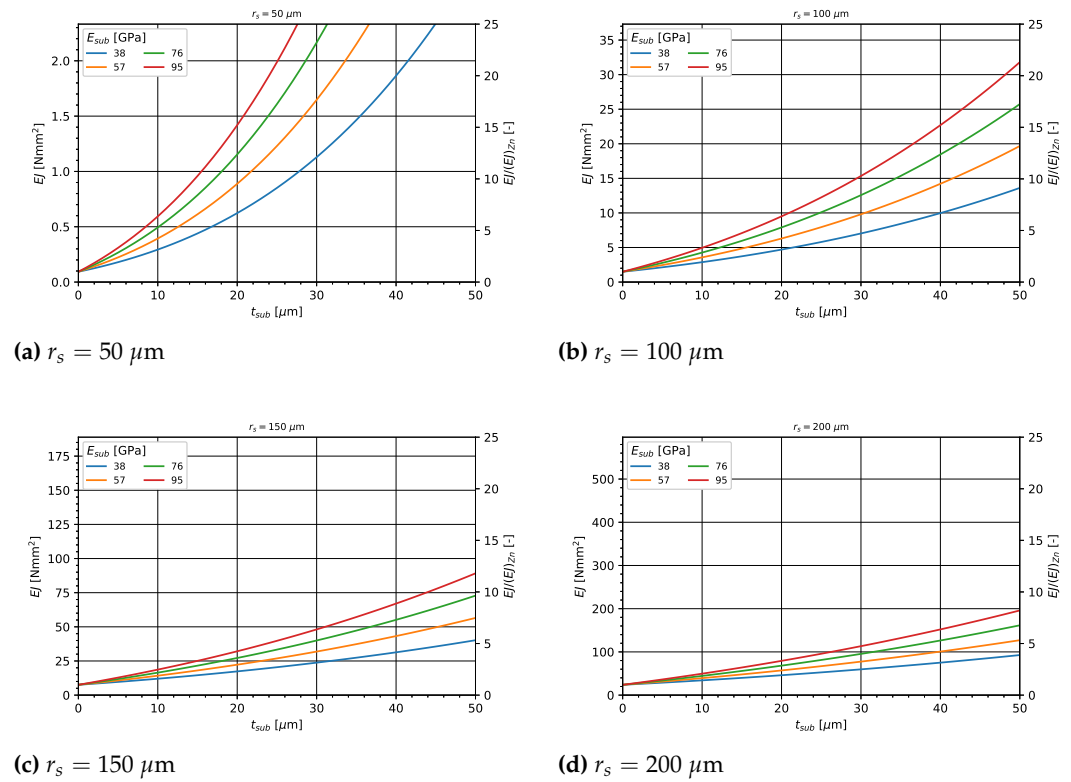 r_s = 50 µm
E_sub [GPa]
38 76
57 95
EJ [Nmm²]
0.0 0.5 1.0 1.5 2.0
EJ/(EJ)_Zn [-]
0 5 10 15 20 25
0 10 20 30 40 50
t_sub [µm]
(a) r_s = 50 µm
r_s = 100 µm
E_sub [GPa]
38 76
57 95
EJ [Nmm²]
0 5 10 15 20 25 30 35
EJ/(EJ)_Zn [-]
0 5 10 15 20 25
0 10 20 30 40 50
t_sub [µm]
(b) r_s = 100 µm
r_s = 150 µm
E_sub [GPa]
38 76
57 95
EJ [Nmm²]
0 25 50 75 100 125 150 175
EJ/(EJ)_Zn [-]
0 5 10 15 20 25
0 10 20 30 40 50
t_sub [µm]
(c) r_s = 150 µm
r_s = 200 µm
E_sub [GPa]
38 76
57 95
EJ [Nmm²]
0 100 200 300 400 500
EJ/(EJ)_Zn [-]
0 5 10 15 20 25
0 10 20 30 40 50
t_sub [µm]
(d) r_s = 200 µm